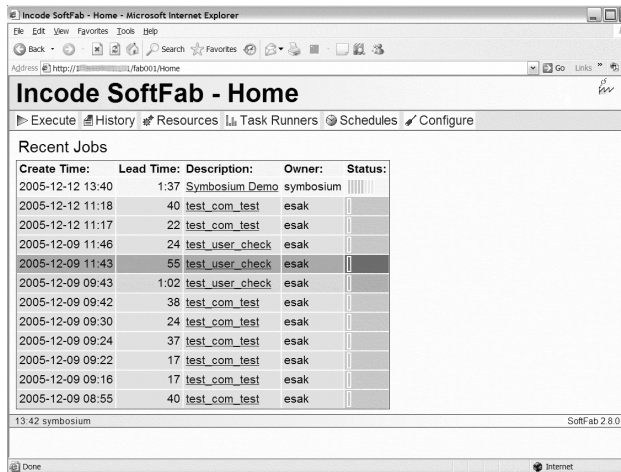 Incode SoftFab - Home - Microsoft Internet Explorer
File Edit View Favorites Tools Help
Back Search Favorites
Address http://1 /fab001/Home Go Links »
Incode SoftFab - Home
Execute History Resources Task Runners Schedules Configure
Recent Jobs
Create Time: Lead Time: Description: Owner: Status:
2005-12-12 13:40 1:37 Symbosium Demo symbosium
2005-12-12 11:18 40 test_com_test esak
2005-12-12 11:17 22 test_com_test esak
2005-12-09 11:46 24 test_user_check esak
2005-12-09 11:43 55 test_user_check esak
2005-12-09 09:43 1:02 test_user_check esak
2005-12-09 09:42 38 test_com_test esak
2005-12-09 09:30 24 test_com_test esak
2005-12-09 09:24 37 test_com_test esak
2005-12-09 09:22 17 test_com_test esak
2005-12-09 09:16 17 test_com_test esak
2005-12-09 08:55 40 test_com_test esak
13:42 symbosium SoftFab 2.8.0
Done Internet